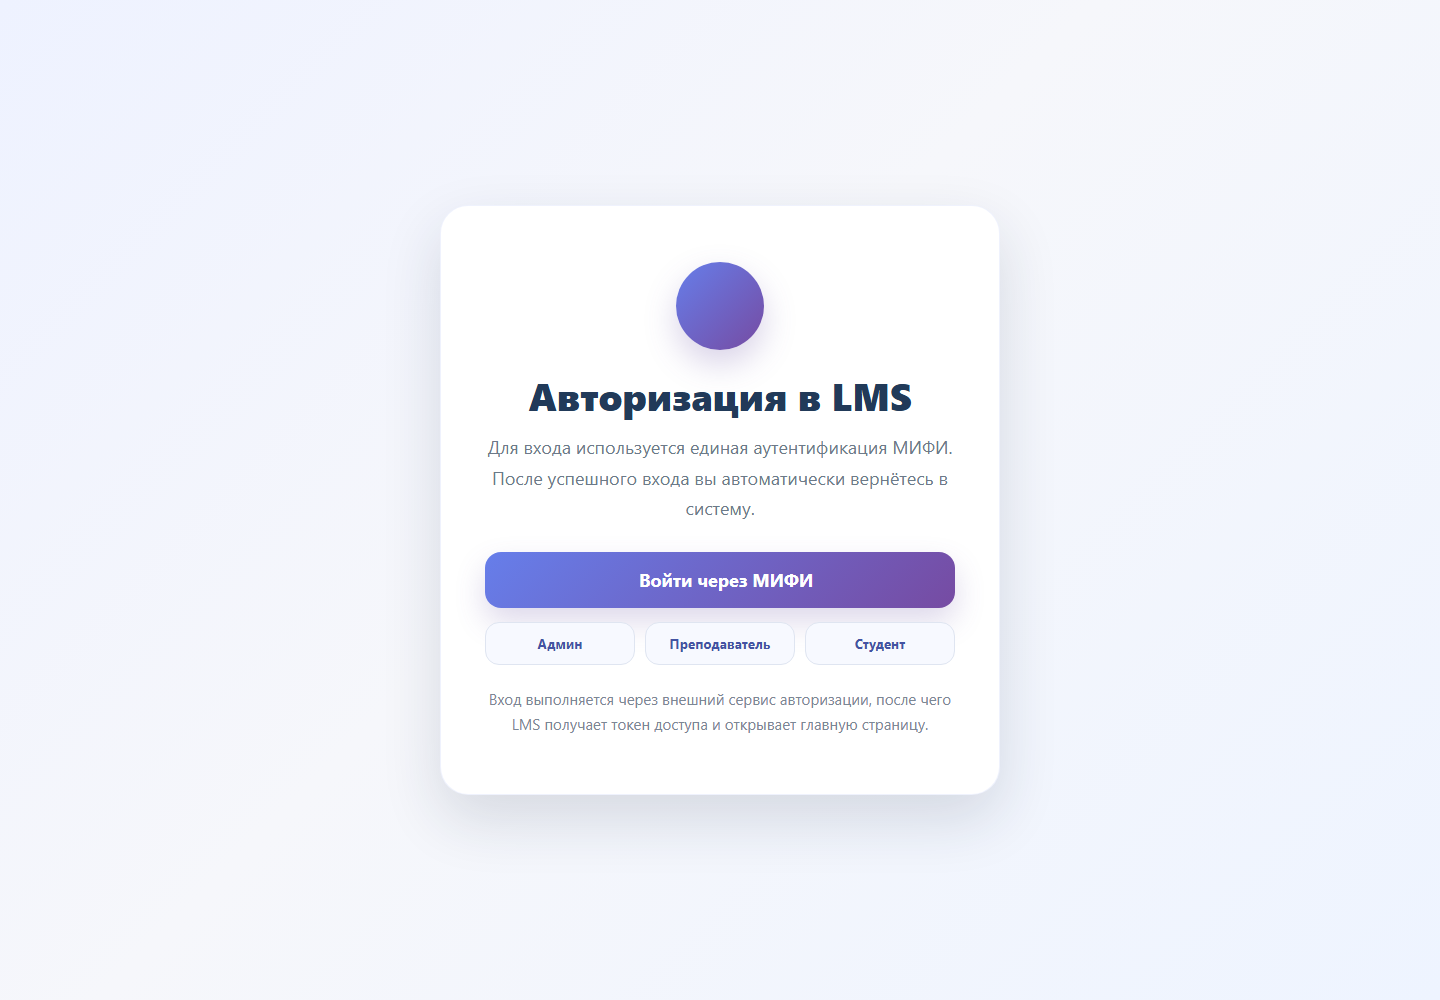 Авторизация в LMS
Для входа используется единая аутентификация МИФИ.
После успешного входа вы автоматически вернётесь в
систему.
Войти через МИФИ
Админ
Преподаватель
Студент
Вход выполняется через внешний сервис авторизации, после чего
LMS получает токен доступа и открывает главную страницу.